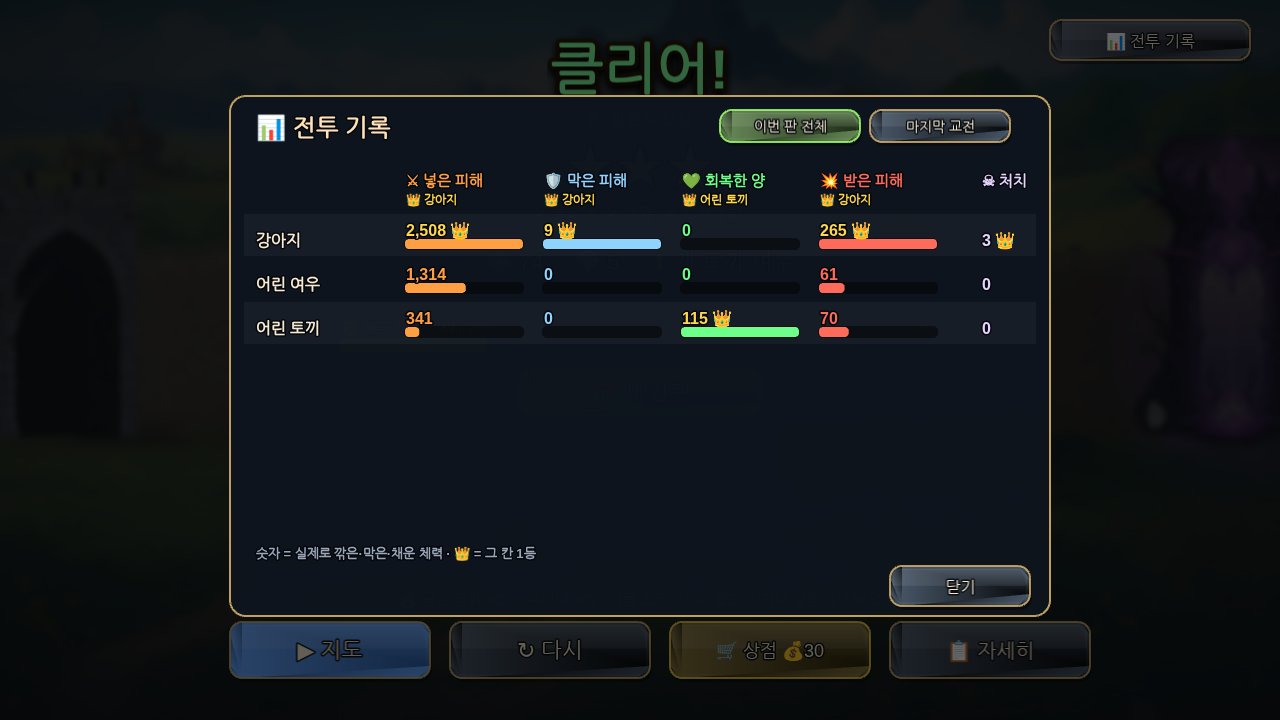 클리어!
📊 전투 기록
📊 전투 기록
이번 판 전체
마지막 교전
⚔ 넣은 피해
🛡️ 막은 피해
💚 회복한 양
💥 받은 피해
☠ 처치
👑 강아지
👑 강아지
👑 어린 토끼
👑 강아지
강아지
2,508 👑
9 👑
0
265 👑
3 👑
어린 여우
1,314
0
0
61
0
어린 토끼
341
0
115 👑
70
0
숫자 = 실제로 깎은·막은·채운 체력 · 👑 = 그 칸 1등
닫기
▶ 지도
↻ 다시
🛒 상점 💰30
📋 자세히